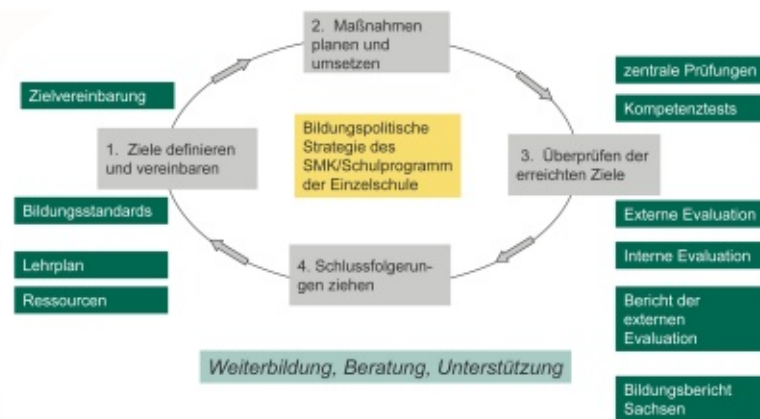 2. Maßnahmen
planen und
umsetzen
zentrale Prüfungen
Zielvereinbarung
Kompetenztests
Bildungspolitische
Strategie des
SMK/Schulprogramm
der Einzelschule
1. Ziele definieren
und vereinbaren
3. Überprüfen der
erreichten Ziele
Bildungsstandards
Externe Evaluation
Lehrplan
Interne Evaluation
4. Schlussfolgerun-
gen ziehen
Ressourcen
Bericht der
externen
Evaluation
Weiterbildung, Beratung, Unterstützung
Bildungsbericht
Sachsen